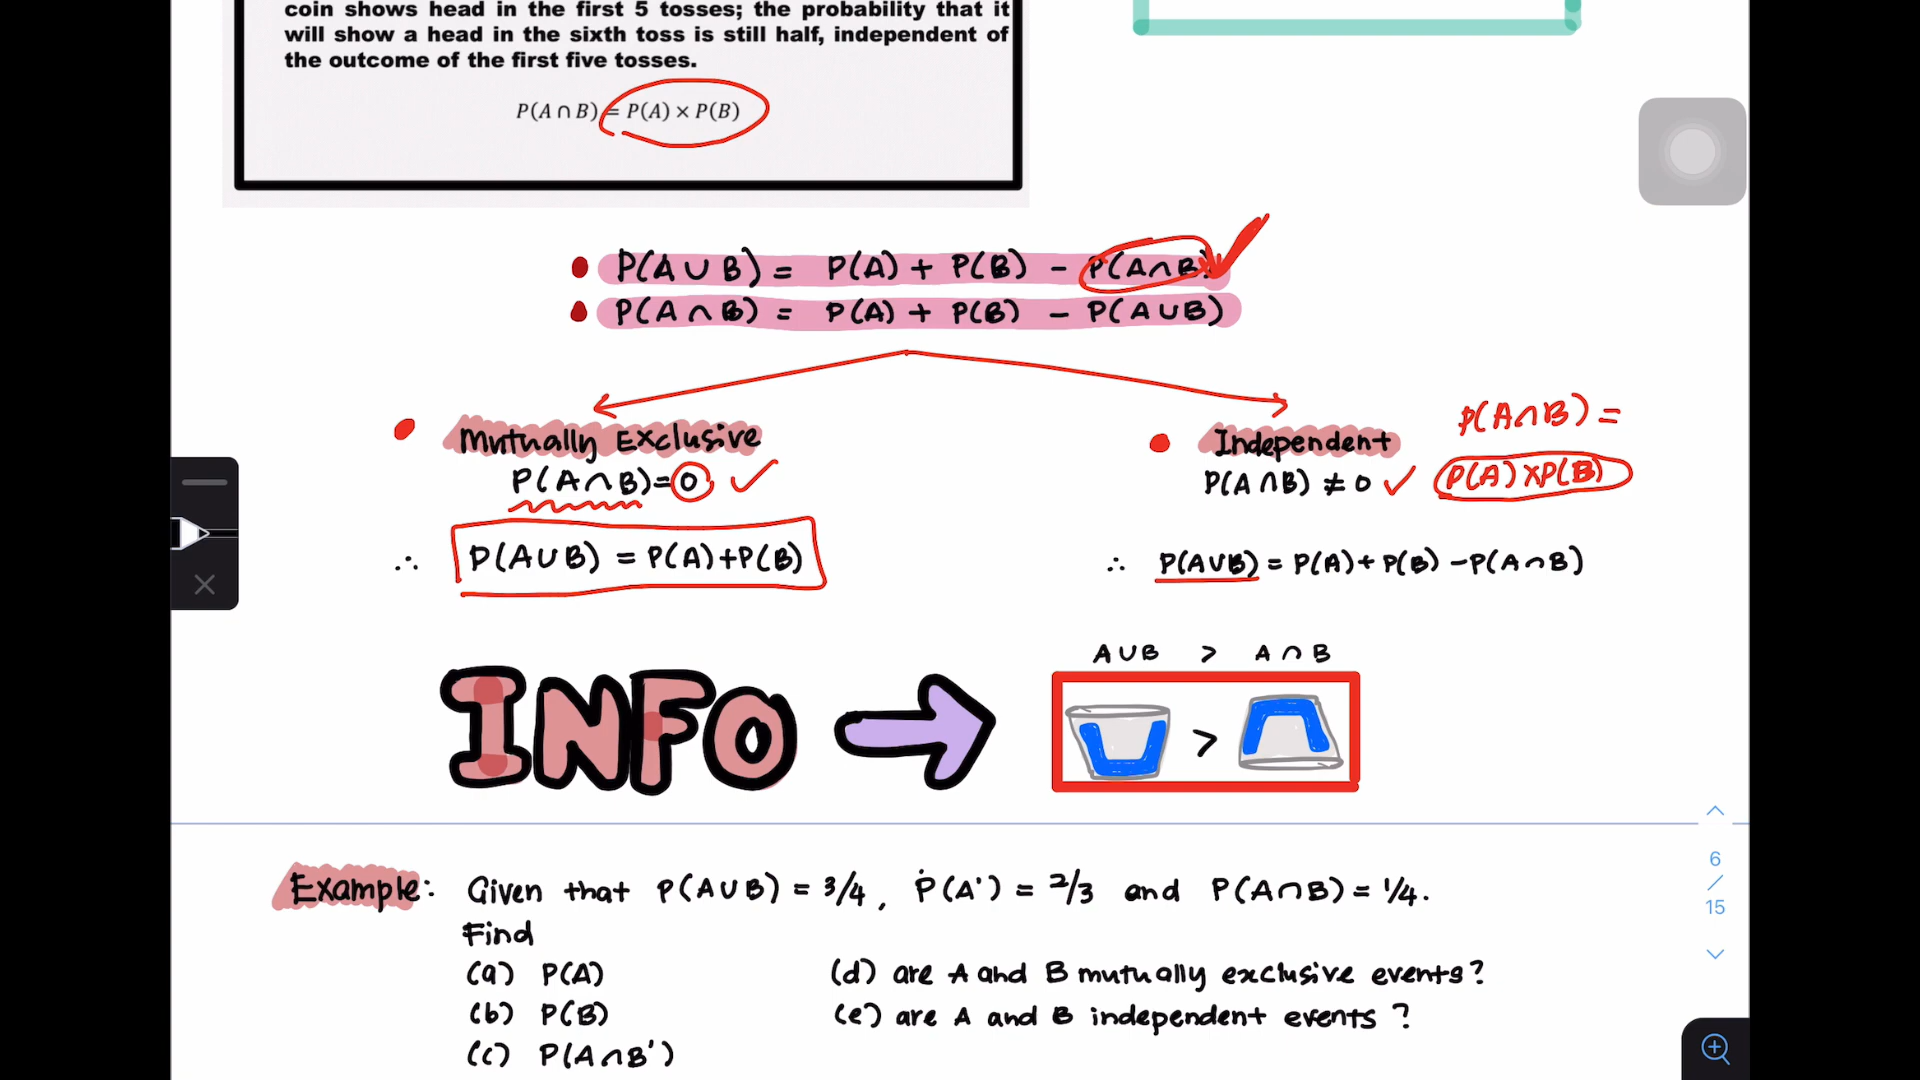 coin shows head in the first 5 tosses; the probability that it
will show a head in the sixth toss is still half, independent of
the outcome of the first five tosses.
P(A ∩ B) = P(A) × P(B)
P(A ∪ B) = P(A) + P(B) - P(A∩B)
P(A ∩ B) = P(A) + P(B) - P(A∪B)
Mutually Exclusive
P(A∩B)=0
∴ P(A∪B) = P(A)+P(B)
Independent
P(A∩B) ≠ 0
P(A∩B) =
P(A)×P(B)
∴ P(A∪B) = P(A)+P(B)-P(A∩B)
A∪B > A∩B
INFO
>
6
/
15
Example: Given that P(A∪B) = 3/4, P(A') = 2/3 and P(A∩B) = 1/4.
Find
(a) P(A)
(b) P(B)
(c) P(A∩B')
(d) are A and B mutually exclusive events?
(e) are A and B independent events ?